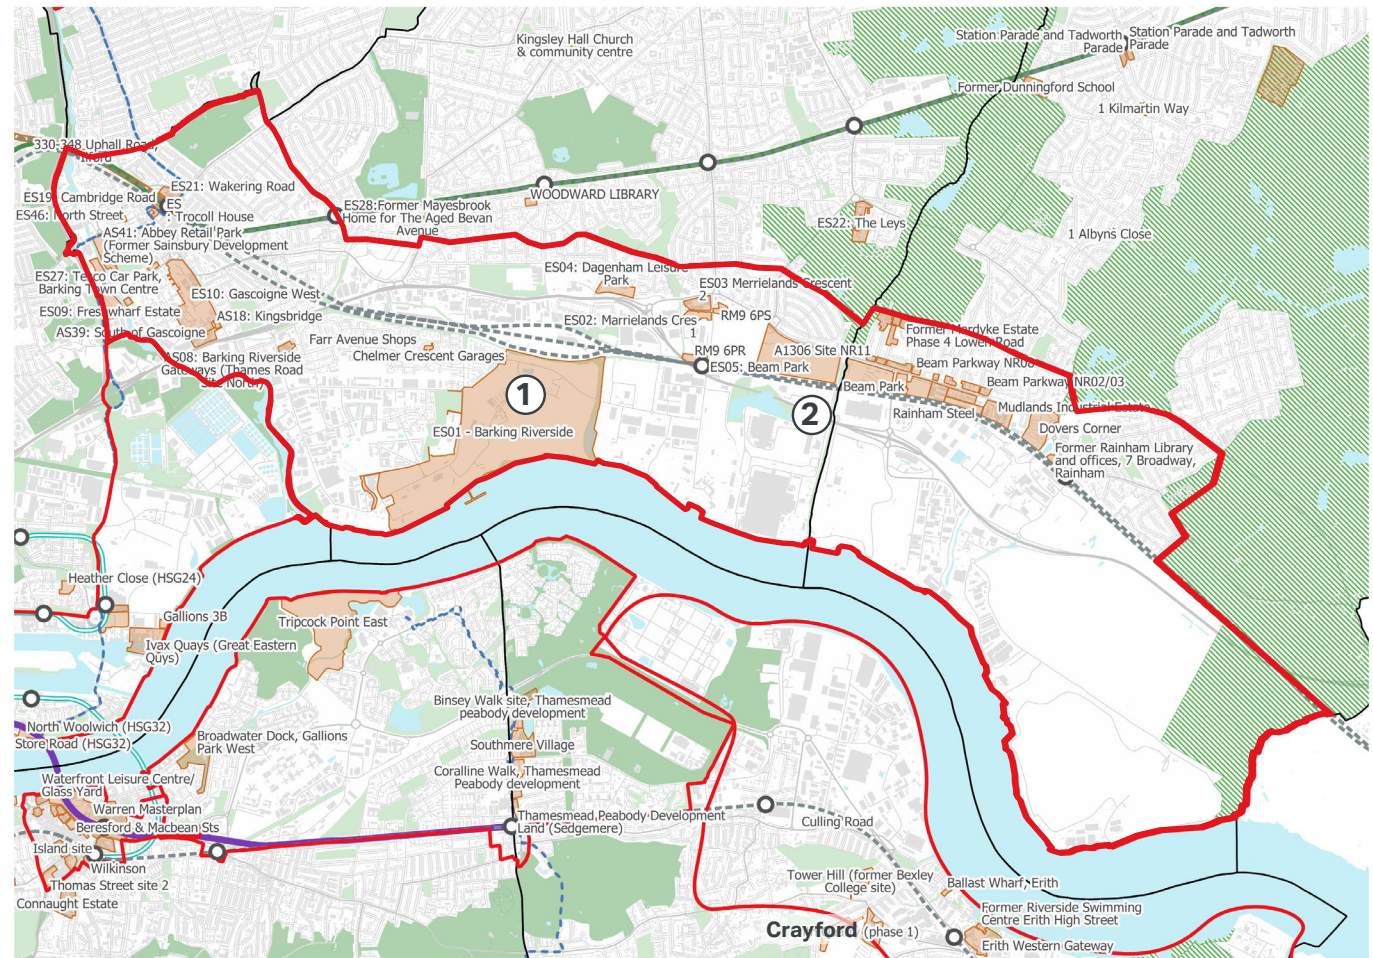 Kingsley Hall Church
& community centre
Station Parade and Tadworth
Parade
Station Parade and Tadworth
Parade
Former Dunningford School
1 Kilmartin Way
330-348 Uphall Road,
Ilford
ES21: Wakering Road
ES19: Cambridge Road
ES
: Trocoll House
ES46: North Street
WOODWARD LIBRARY
ES28:Former Mayesbrook
Home for The Aged Bevan
Avenue
ES22: The Leys
1 Albyns Close
AS41: Abbey Retail Park
(Former Sainsbury Development
Scheme)
ES27: Tesco Car Park,
Barking Town Centre
ES04: Dagenham Leisure
Park
ES03 Merrielands Crescent
2
ES10: Gascoigne West
ES09: Freshwharf Estate
AS18: Kingsbridge
ES02: Marrielands Cres
1
RM9 6PS
AS39: South of Gascoigne
Farr Avenue Shops
Former Mardyke Estate
Phase 4 Lower Road
Chelmer Crescent Garages
RM9 6PR
A1306 Site NR11
AS08: Barking Riverside
Gateways (Thames Road
Site North)
ES05: Beam Park
Beam Parkway NR08
Beam Park
Beam Parkway NR02/03
1
2
Rainham Steel
Mudlands Industrial Estate
ES01 - Barking Riverside
Dovers Corner
Former Rainham Library
and offices, 7 Broadway,
Rainham
Heather Close (HSG24)
Gallions 3B
Tripcock Point East
Ivax Quays (Great Eastern
Quys)
Binsey Walk site, Thamesmead
peabody development
North Woolwich (HSG32)
Store Road (HSG32)
Broadwater Dock, Gallions
Park West
Southmere Village
Coralline Walk, Thamesmead
Peabody development
Waterfront Leisure Centre/
Glass Yard
Warren Masterplan
Beresford & Macbean Sts
Thamesmead Peabody Development
Land (Sedgemere)
Culling Road
Island site
Wilkinson
Thomas Street site 2
Connaught Estate
Tower Hill (former Bexley
College site)
Ballast Wharf, Erith
Former Riverside Swimming
Centre Erith High Street
Crayford (phase 1)
Erith Western Gateway